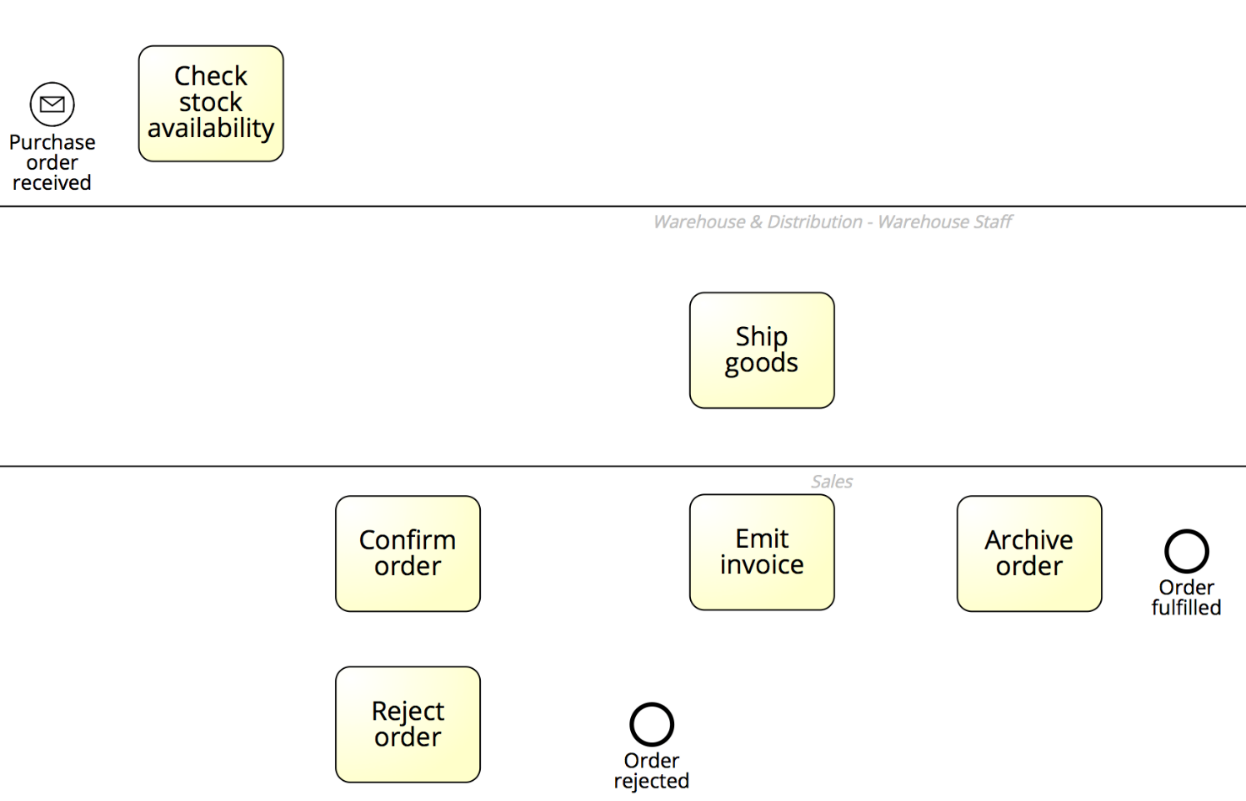 Check
stock
availability
Purchase
order
received
Warehouse & Distribution - Warehouse Staff
Ship
goods
Sales
Confirm
order
Emit
invoice
Archive
order
Order
fulfilled
Reject
order
Order
rejected